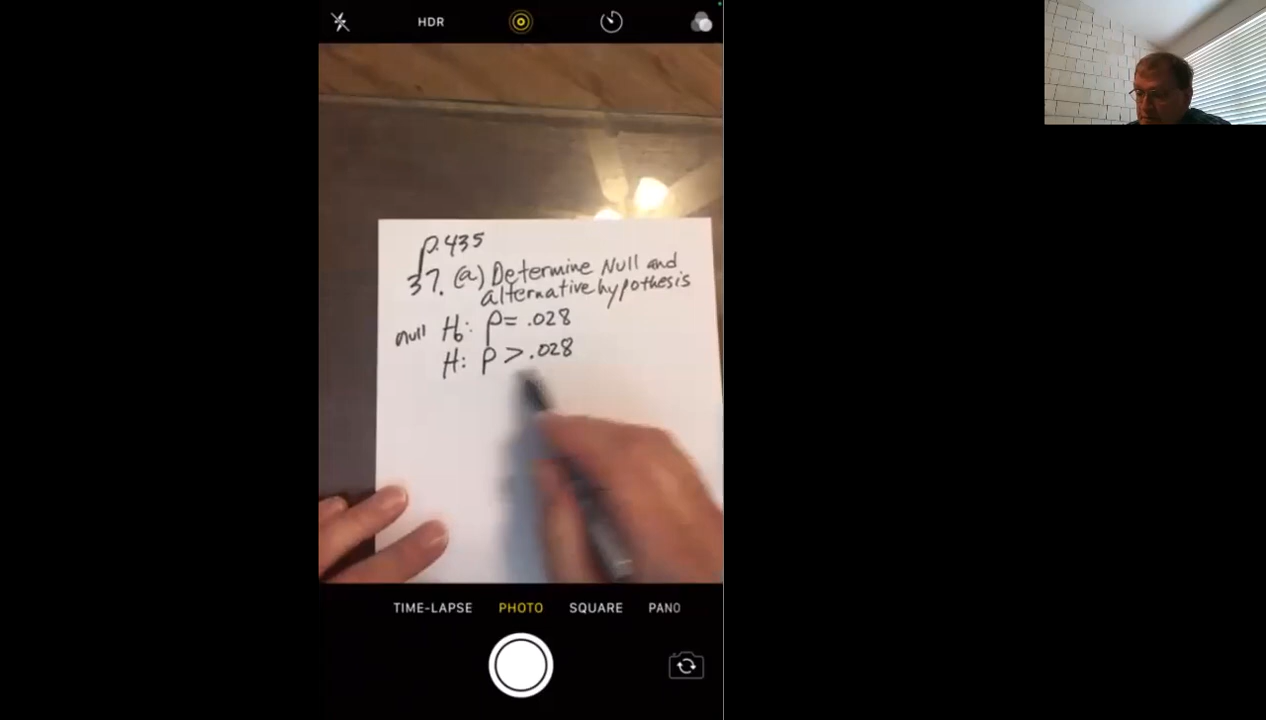 HDR
p.435
37. (a) Determine Null and
alternative hypothesis
null H₀: p = .028
H: p > .028
TIME-LAPSE PHOTO SQUARE PANO